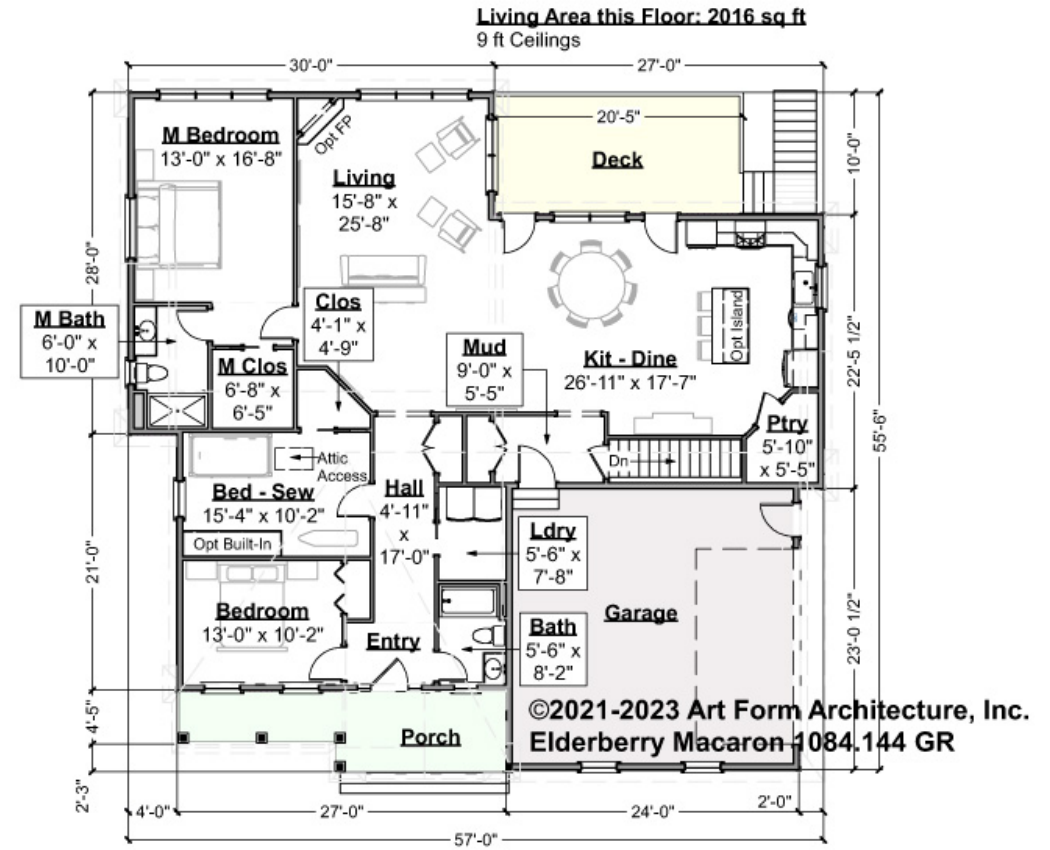 Living Area this Floor: 2016 sq ft
9 ft Ceilings
30'-0"
27'-0"
20'-5"
Deck
10'-0"
M Bedroom
13'-0" x 16'-8"
Opt FP
Living
15'-8" x
25'-8"
28'-0"
Clos
4'-1" x
4'-9"
M Bath
6'-0" x
10'-0"
M Clos
6'-8" x
6'-5"
Mud
9'-0" x
5'-5"
Kit - Dine
26'-11" x 17'-7"
Opt Island
22'-5 1/2"
55'-6"
Ptry
5'-10"
x 5'-5"
Dn
Attic
Access
Bed - Sew
15'-4" x 10'-2"
Opt Built-In
Hall
4'-11"
x
17'-0"
Ldry
5'-6" x
7'-8"
21'-0"
Bedroom
13'-0" x 10'-2"
Entry
Bath
5'-6" x
8'-2"
Garage
23'-0 1/2"
©2021-2023 Art Form Architecture, Inc.
Elderberry Macaron 1084.144 GR
Porch
4'-5"
2'-3"
4'-0"
27'-0"
24'-0"
2'-0"
57'-0"